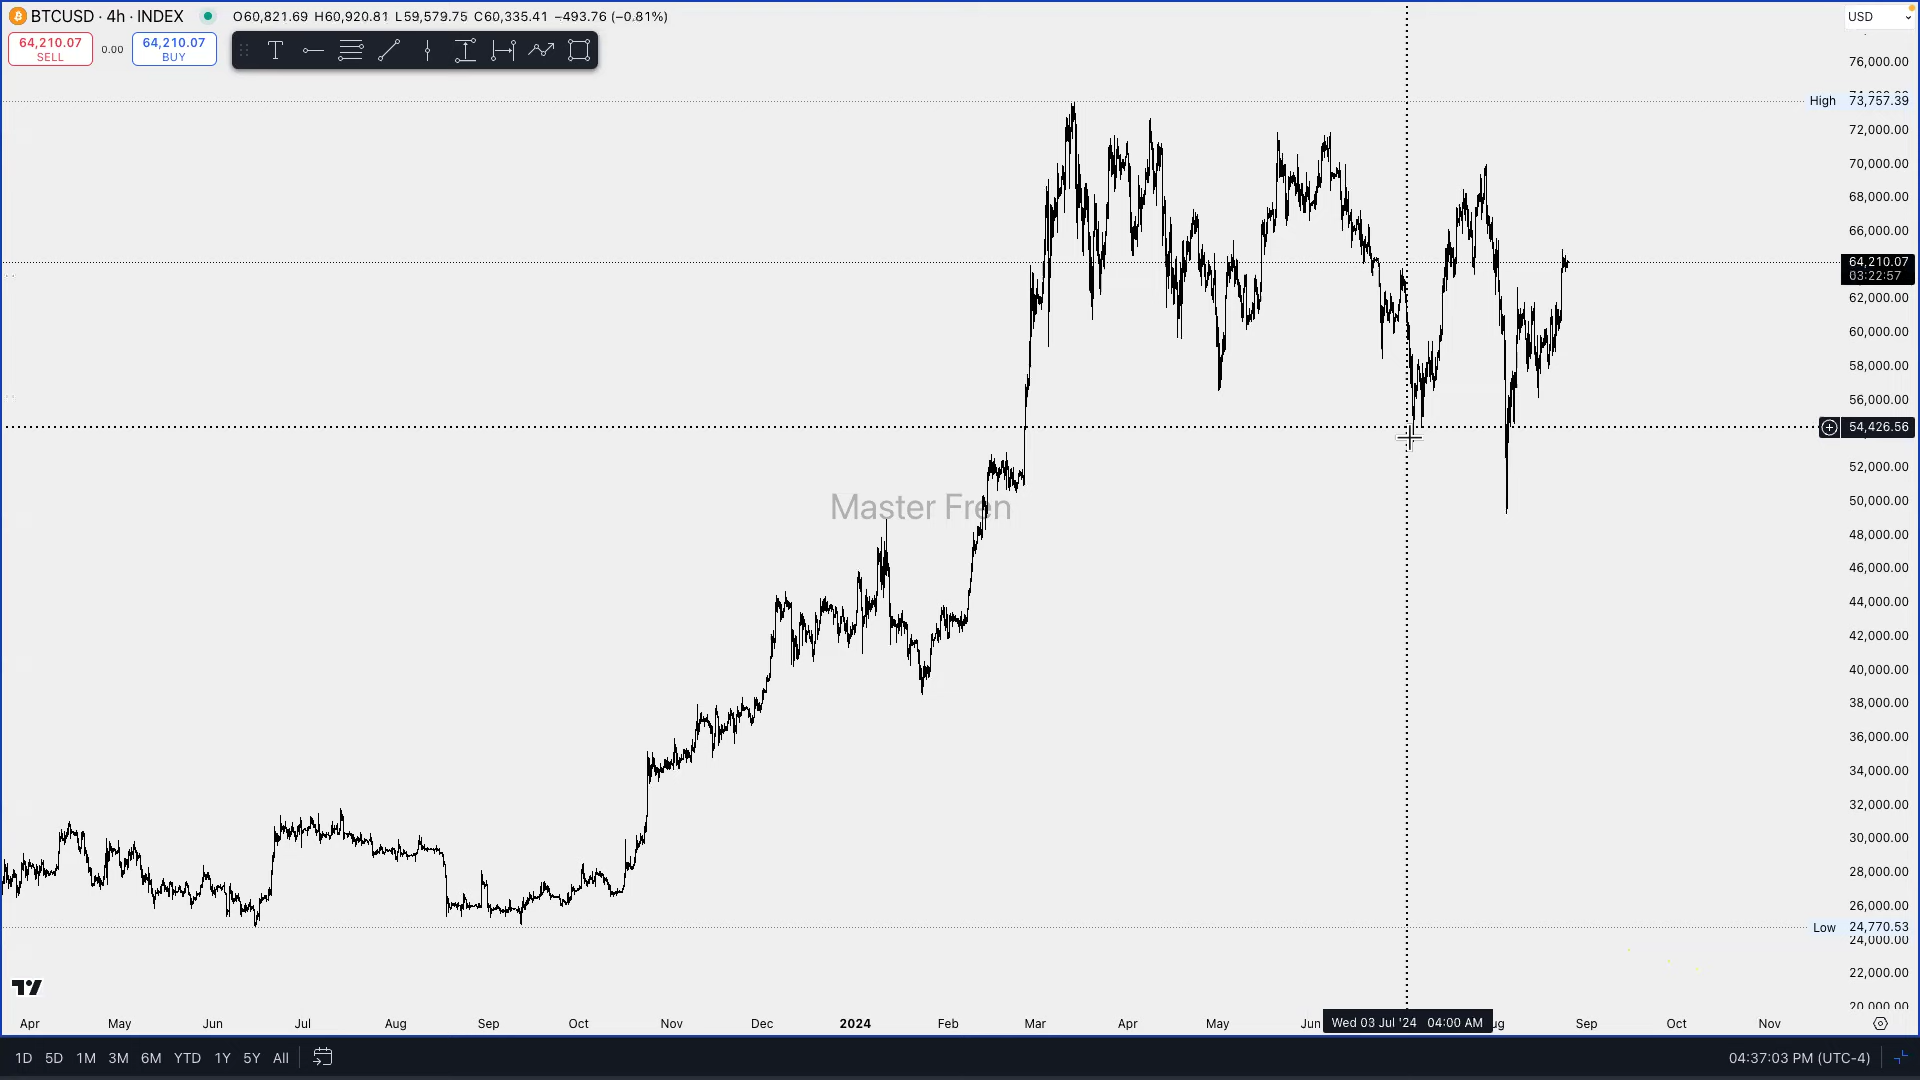 BTCUSD · 4h · INDEX
O60,821.69 H60,920.81 L59,579.75 C60,335.41 −493.76 (−0.81%)
USD
64,210.07
SELL
0.00
64,210.07
BUY
76,000.00
High 73,757.39
72,000.00
70,000.00
68,000.00
66,000.00
64,210.07
03:22:57
62,000.00
60,000.00
58,000.00
56,000.00
54,426.56
52,000.00
50,000.00
Master Fren
48,000.00
46,000.00
44,000.00
42,000.00
40,000.00
38,000.00
36,000.00
34,000.00
32,000.00
30,000.00
28,000.00
26,000.00
Low 24,770.53
24,000.00
22,000.00
20,000.00
Apr May Jun Jul Aug Sep Oct Nov Dec 2024 Feb Mar Apr May Jun Wed 03 Jul '24 04:00 AM ug Sep Oct Nov
1D 5D 1M 3M 6M YTD 1Y 5Y All
04:37:03 PM (UTC-4)